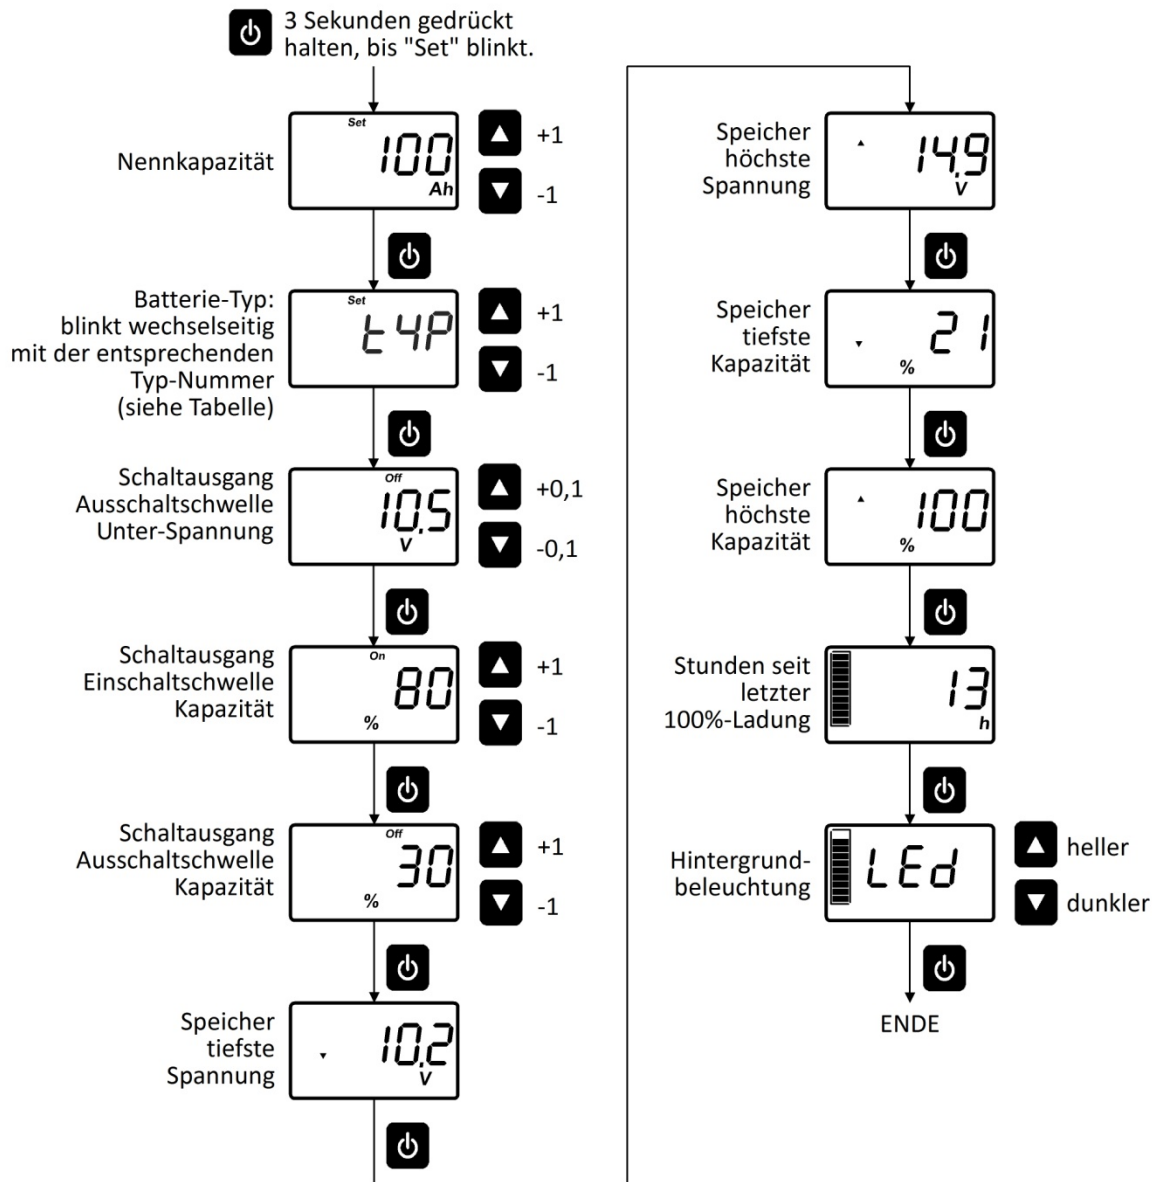 3 Sekunden gedrückt
halten, bis "Set" blinkt.
Nennkapazität
Set
100
Ah
+1
-1
Batterie-Typ:
blinkt wechselseitig
mit der entsprechenden
Typ-Nummer
(siehe Tabelle)
Set
tYP
+1
-1
Schaltausgang
Ausschaltschwelle
Unter-Spannung
Off
10.5
V
+0,1
-0,1
Schaltausgang
Einschaltschwelle
Kapazität
On
80
%
+1
-1
Schaltausgang
Ausschaltschwelle
Kapazität
Off
30
%
+1
-1
Speicher
tiefste
Spannung
10.2
V
Speicher
höchste
Spannung
14.9
V
Speicher
tiefste
Kapazität
21
%
Speicher
höchste
Kapazität
100
%
Stunden seit
letzter
100%-Ladung
13
h
Hintergrund-
beleuchtung
LEd
heller
dunkler
ENDE